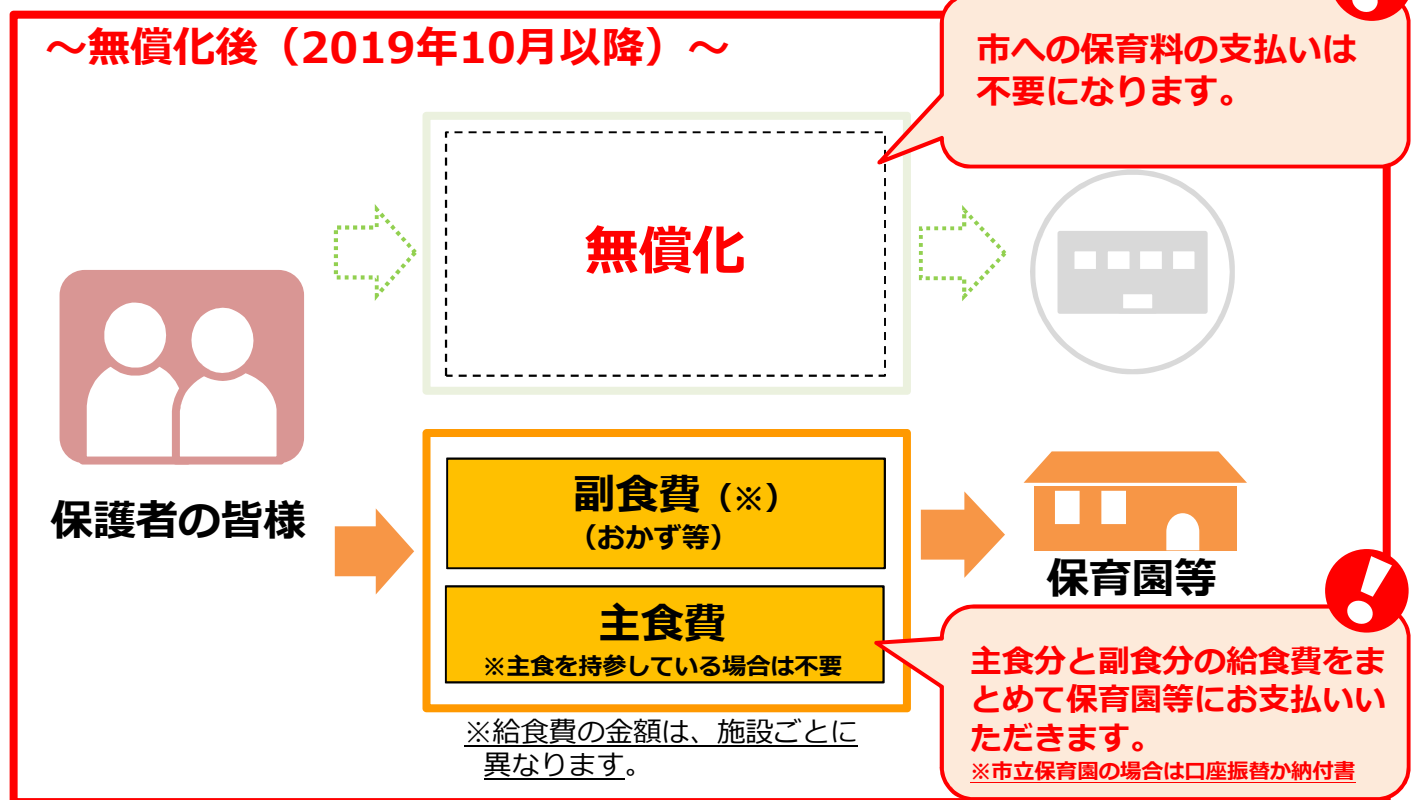 ～無償化後（2019年10月以降）～
市への保育料の支払いは
不要になります。
無償化
保護者の皆様
副食費（※）
（おかず等）
主食費
※主食を持参している場合は不要
保育園等
主食分と副食分の給食費をま
とめて保育園等にお支払いい
ただきます。
※市立保育園の場合は口座振替か納付書
※給食費の金額は、施設ごとに
異なります。